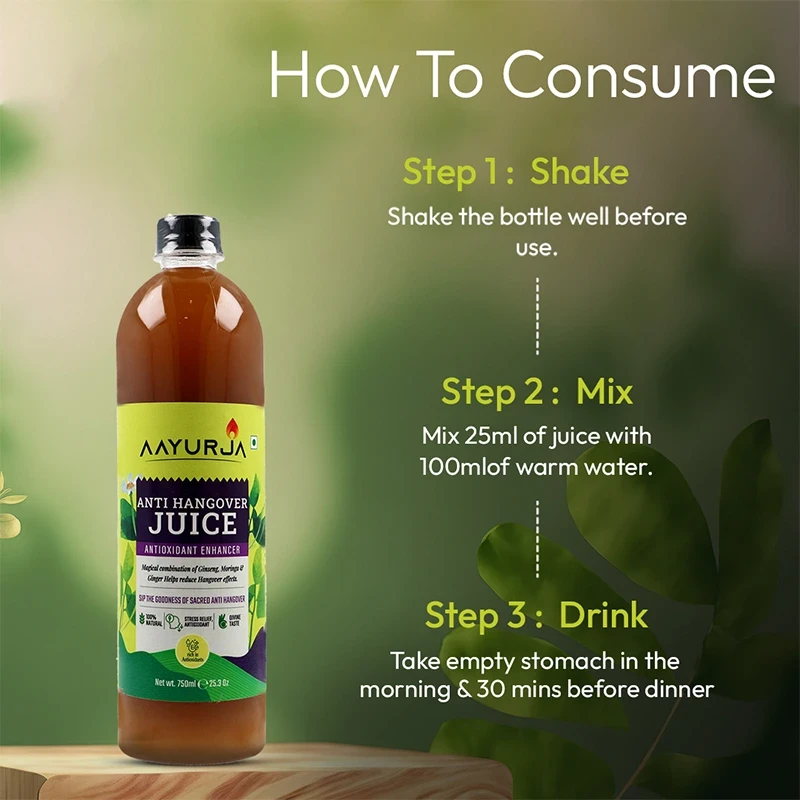 How To Consume
Step 1 : Shake
Shake the bottle well before
use.
Step 2 : Mix
Mix 25ml of juice with
100mlof warm water.
Step 3 : Drink
Take empty stomach in the
morning & 30 mins before dinner
AAYURJA
ANTI HANGOVER
JUICE
ANTIOXIDANT ENHANCER
Magical combination of Ginseng, Moringa &
Ginger Helps reduce Hangover effects.
SIP THE GOODNESS OF SACRED ANTI HANGOVER
100%
NATURAL
STRESS RELIEF,
ANTIOXIDANT
DIVINE
TASTE
rich in
Antioxidants
Net wt. 750ml e 25.3 Oz